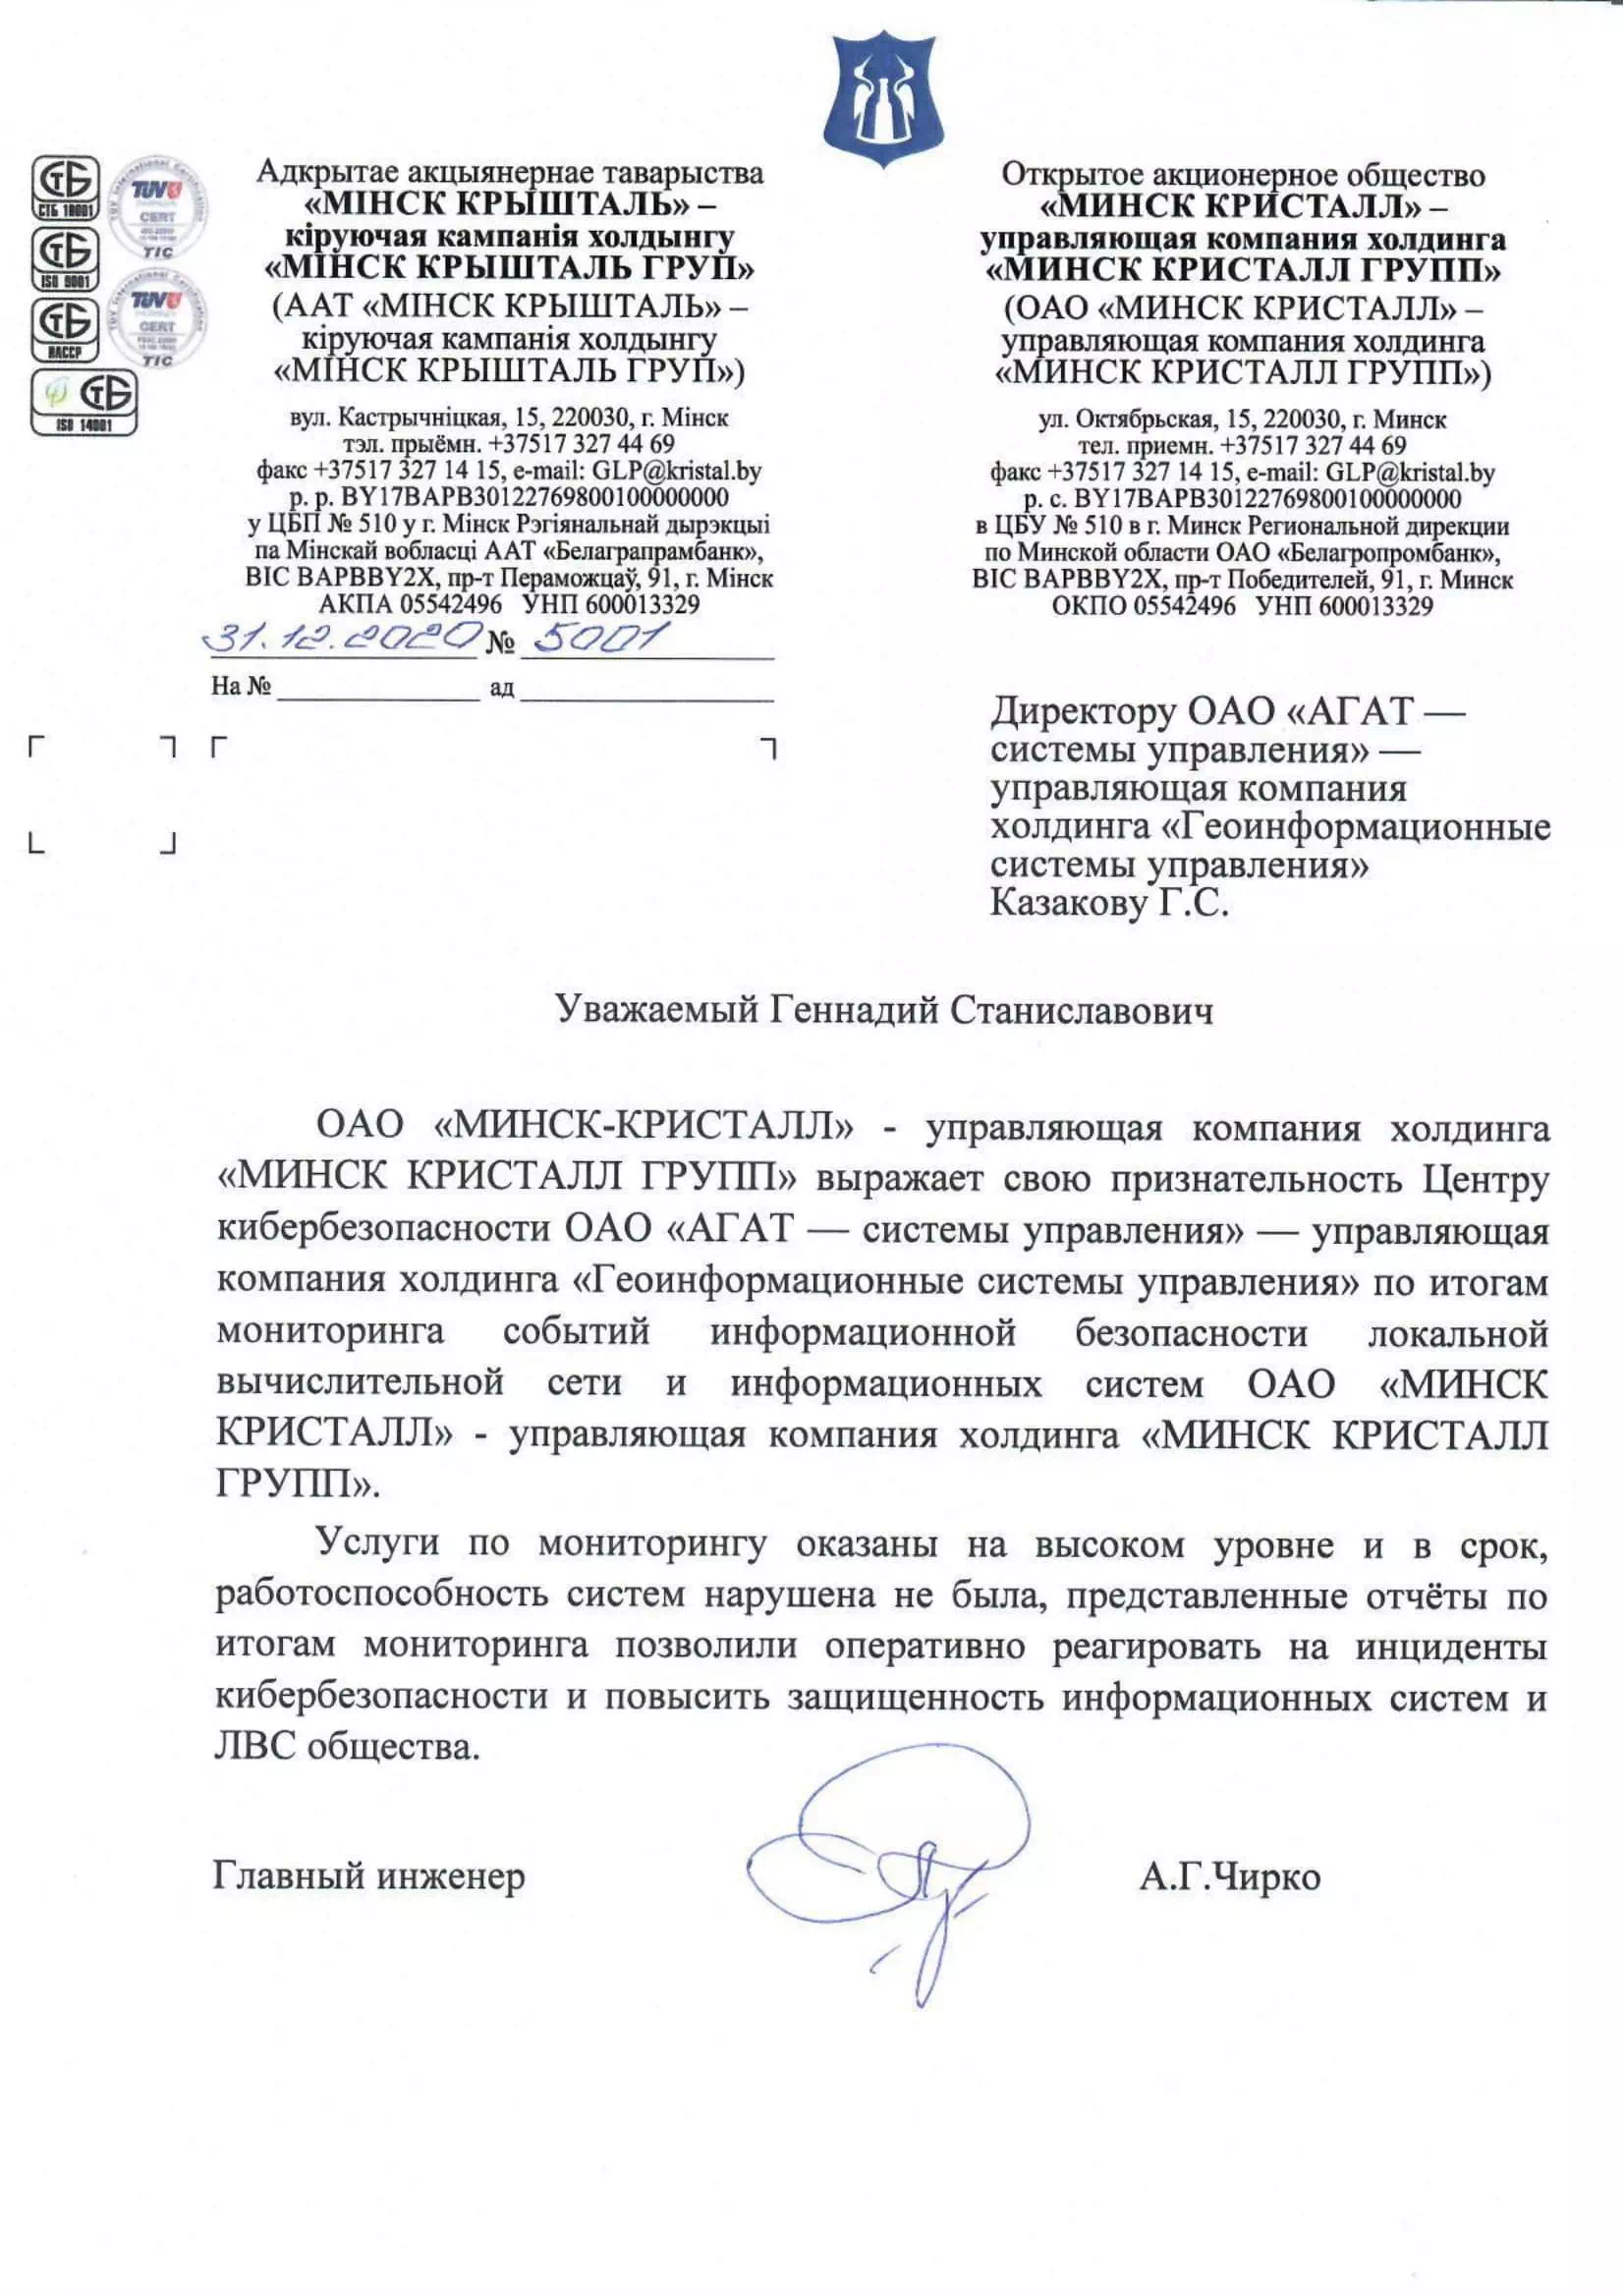 СТБ 18001
ISO 9001
HACCP
ISO 14001
TÜV
CERT
TIC
TÜV
CERT
TIC
Адкрытае акцыянернае таварыства
«МІНСК КРЫШТАЛЬ» –
кіруючая кампанія холдынгу
«МІНСК КРЫШТАЛЬ ГРУП»
(ААТ «МІНСК КРЫШТАЛЬ» –
кіруючая кампанія холдынгу
«МІНСК КРЫШТАЛЬ ГРУП»)
вул. Кастрычніцкая, 15, 220030, г. Мінск
тэл. прыёмн. +37517 327 44 69
факс +37517 327 14 15, e-mail: GLP@kristal.by
р. р. BY17BAPB30122769800100000000
у ЦБП № 510 у г. Мінск Рэгіянальнай дырэкцыі
па Мінскай вобласці ААТ «Белаграпрамбанк»,
BIC BAPBBY2X, пр-т Пераможцаў, 91, г. Мінск
АКПА 05542496 УНП 600013329
31.12.2020 № 5001
На № ад
Открытое акционерное общество
«МИНСК КРИСТАЛЛ» –
управляющая компания холдинга
«МИНСК КРИСТАЛЛ ГРУПП»
(ОАО «МИНСК КРИСТАЛЛ» –
управляющая компания холдинга
«МИНСК КРИСТАЛЛ ГРУПП»)
ул. Октябрьская, 15, 220030, г. Минск
тел. приемн. +37517 327 44 69
факс +37517 327 14 15, e-mail: GLP@kristal.by
р. с. BY17BAPB30122769800100000000
в ЦБУ № 510 в г. Минск Региональной дирекции
по Минской области ОАО «Белагропромбанк»,
BIC BAPBBY2X, пр-т Победителей, 91, г. Минск
ОКПО 05542496 УНП 600013329
Директору ОАО «АГАТ —
системы управления» —
управляющая компания
холдинга «Геоинформационные
системы управления»
Казакову Г.С.
Уважаемый Геннадий Станиславович
ОАО «МИНСК-КРИСТАЛЛ» - управляющая компания холдинга
«МИНСК КРИСТАЛЛ ГРУПП» выражает свою признательность Центру
кибербезопасности ОАО «АГАТ — системы управления» — управляющая
компания холдинга «Геоинформационные системы управления» по итогам
мониторинга событий информационной безопасности локальной
вычислительной сети и информационных систем ОАО «МИНСК
КРИСТАЛЛ» - управляющая компания холдинга «МИНСК КРИСТАЛЛ
ГРУПП».
Услуги по мониторингу оказаны на высоком уровне и в срок,
работоспособность систем нарушена не была, представленные отчёты по
итогам мониторинга позволили оперативно реагировать на инциденты
кибербезопасности и повысить защищенность информационных систем и
ЛВС общества.
Главный инженер А.Г.Чирко